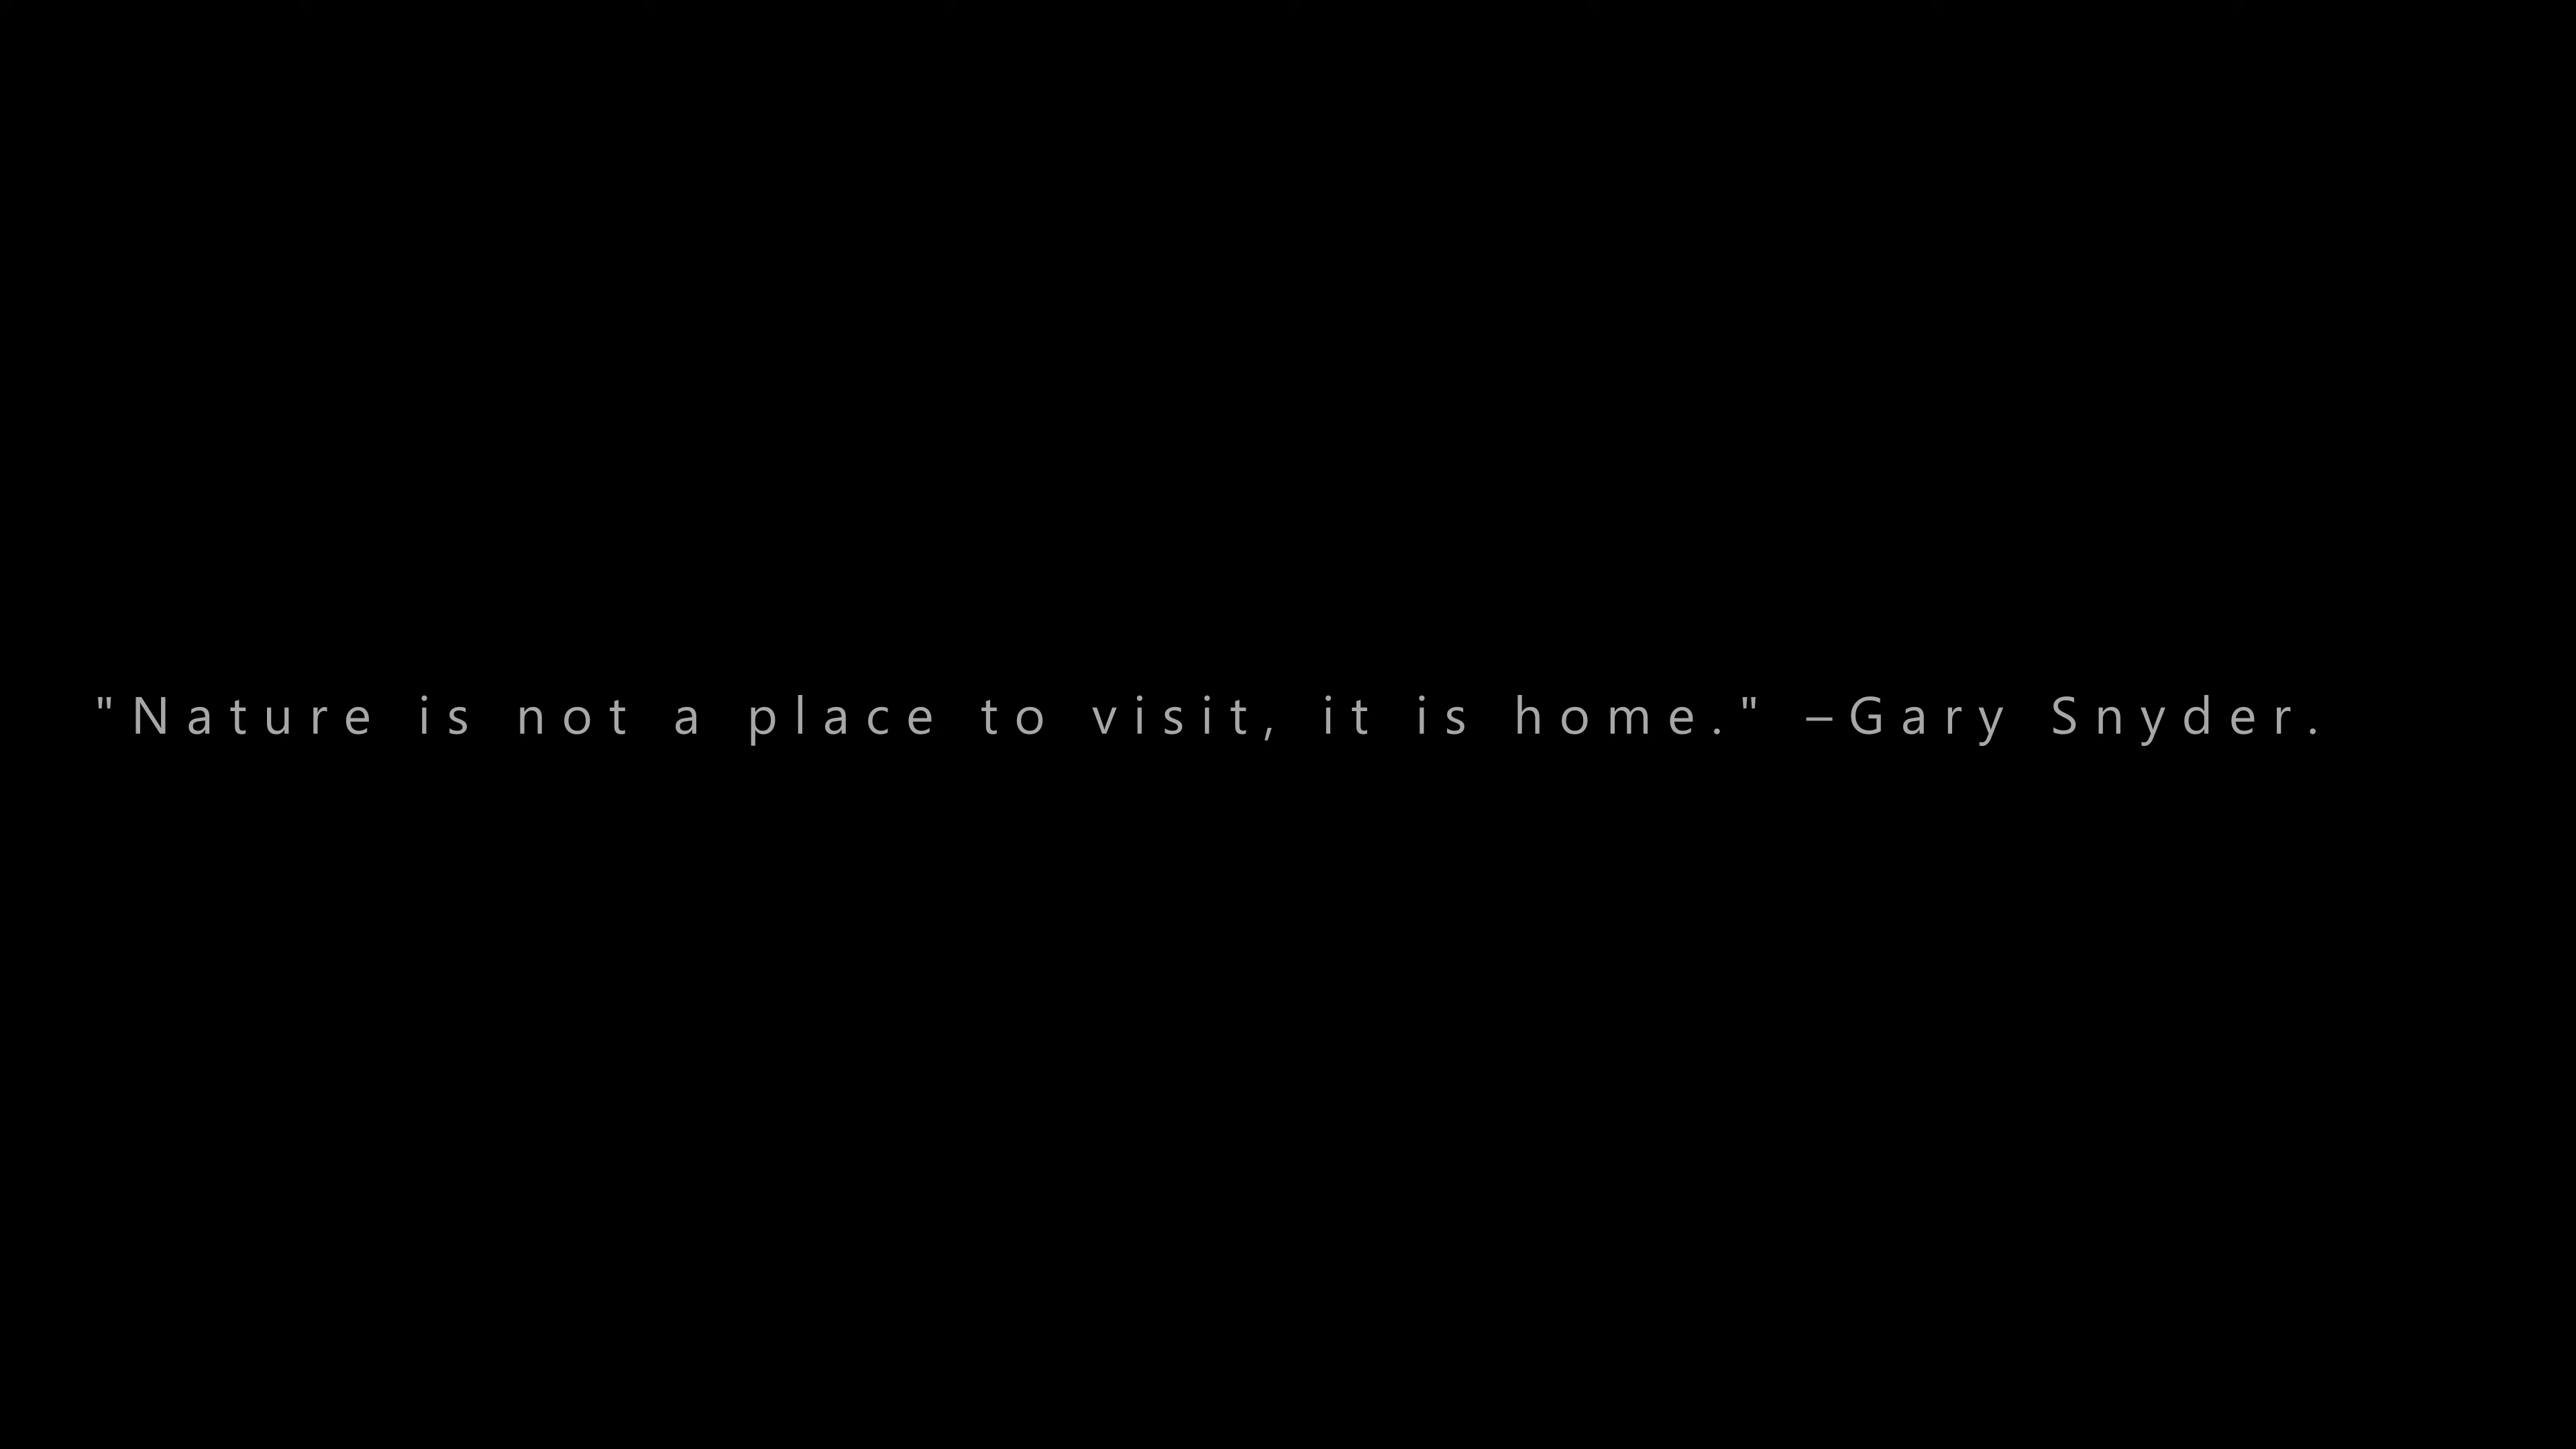 "Nature is not a place to visit, it is home." –Gary Snyder.